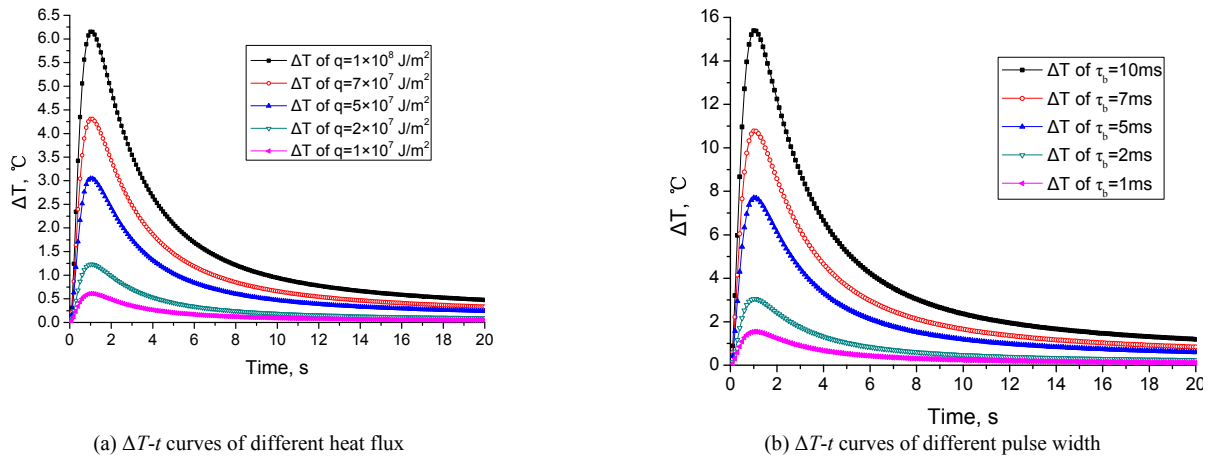 6.5
6.0
5.5
5.0
4.5
4.0
3.5
3.0
2.5
2.0
1.5
1.0
0.5
0.0
ΔT, ℃
ΔT of q=1×10⁸ J/m²
ΔT of q=7×10⁷ J/m²
ΔT of q=5×10⁷ J/m²
ΔT of q=2×10⁷ J/m²
ΔT of q=1×10⁷ J/m²
0 2 4 6 8 10 12 14 16 18 20
Time, s
(a) ΔT-t curves of different heat flux
16
14
12
10
8
6
4
2
0
ΔT, ℃
ΔT of τb=10ms
ΔT of τb=7ms
ΔT of τb=5ms
ΔT of τb=2ms
ΔT of τb=1ms
0 2 4 6 8 10 12 14 16 18 20
Time, s
(b) ΔT-t curves of different pulse width